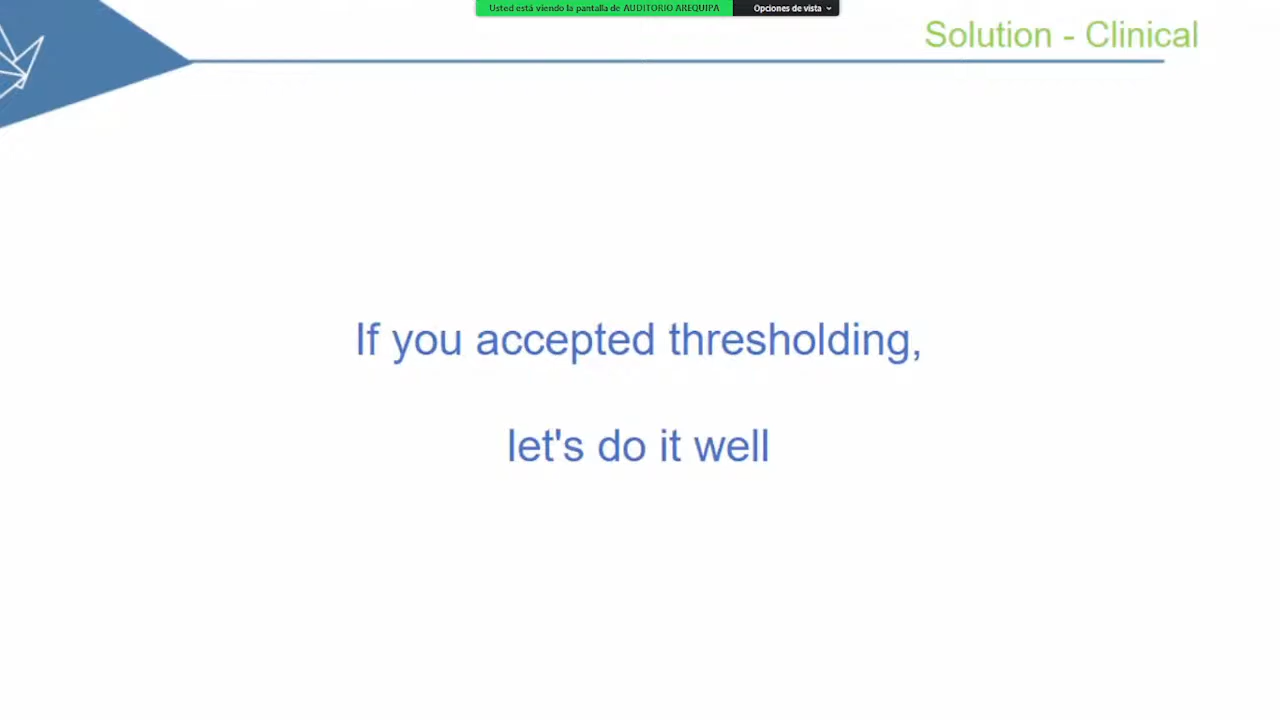 Usted está viendo la pantalla de AUDITORIO AREQUIPA
Opciones de vista
Solution - Clinical
If you accepted thresholding,
let's do it well